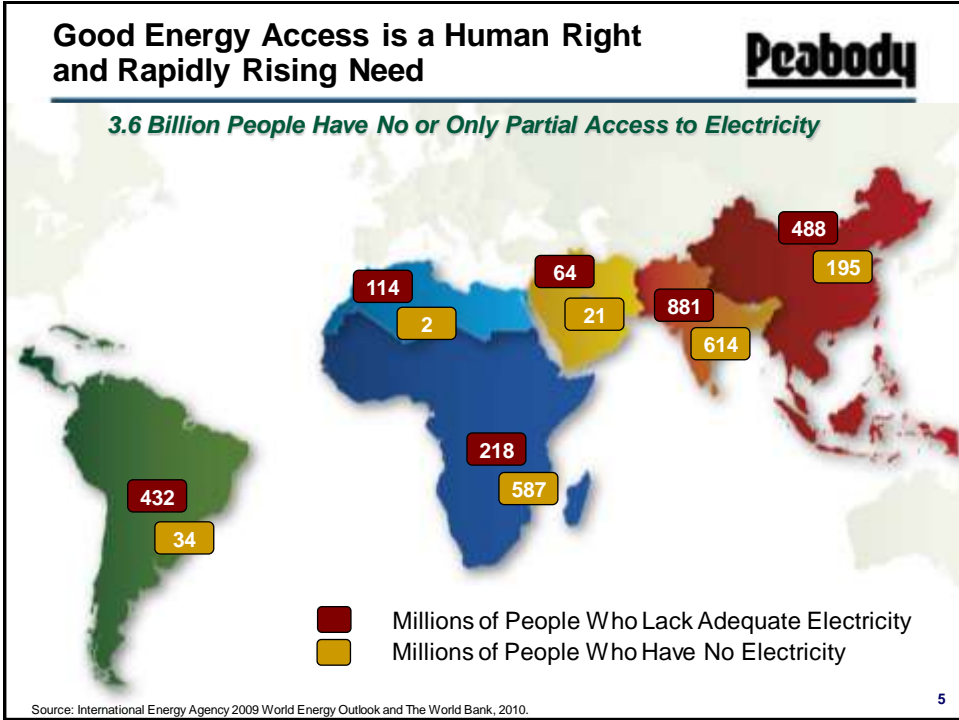 Good Energy Access is a Human Right
and Rapidly Rising Need
Peabody
3.6 Billion People Have No or Only Partial Access to Electricity
488
195
64
114
21
881
2
614
218
587
432
34
Millions of People Who Lack Adequate Electricity
Millions of People Who Have No Electricity
Source: International Energy Agency 2009 World Energy Outlook and The World Bank, 2010.
5